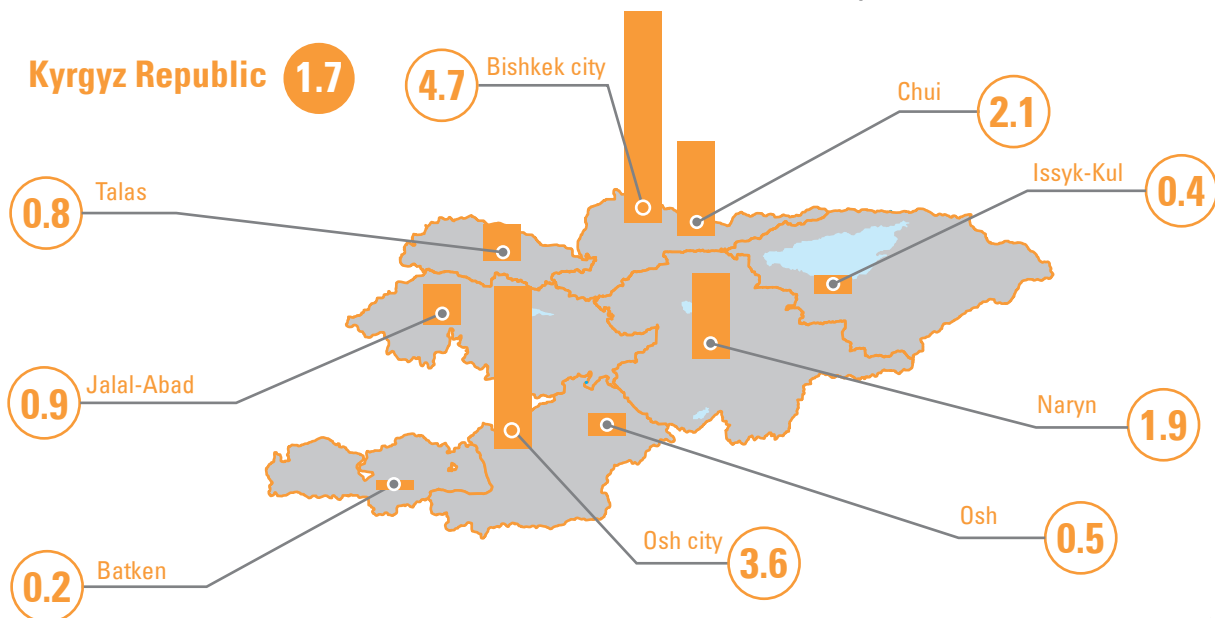 Kyrgyz Republic 1.7
4.7 Bishkek city
Chui 2.1
Issyk-Kul 0.4
0.8 Talas
0.9 Jalal-Abad
Naryn 1.9
Osh 0.5
Osh city 3.6
0.2 Batken